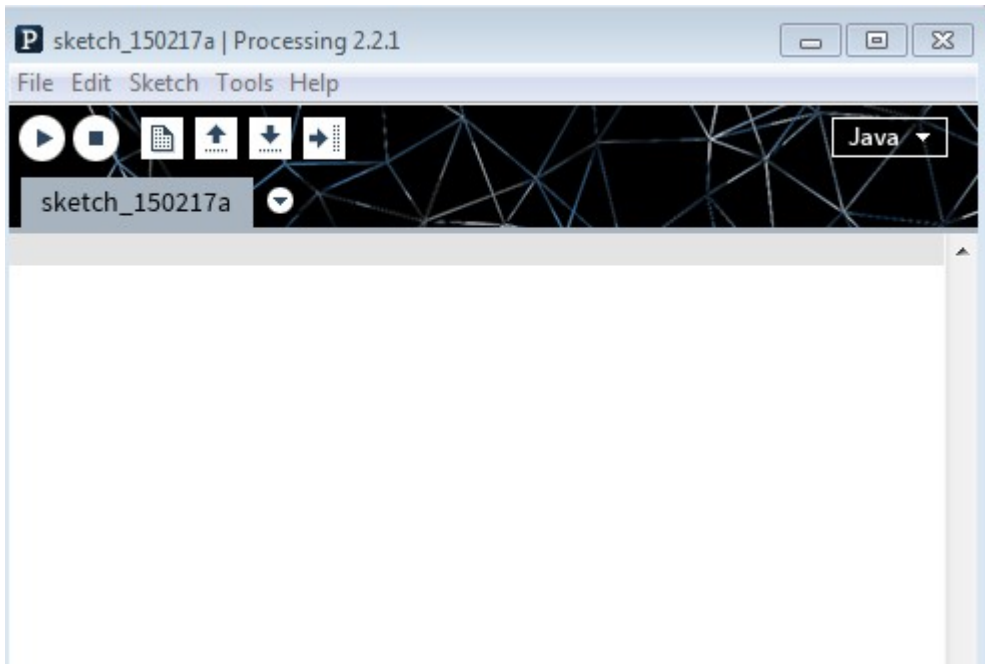 P sketch_150217a | Processing 2.2.1
File Edit Sketch Tools Help
Java
sketch_150217a